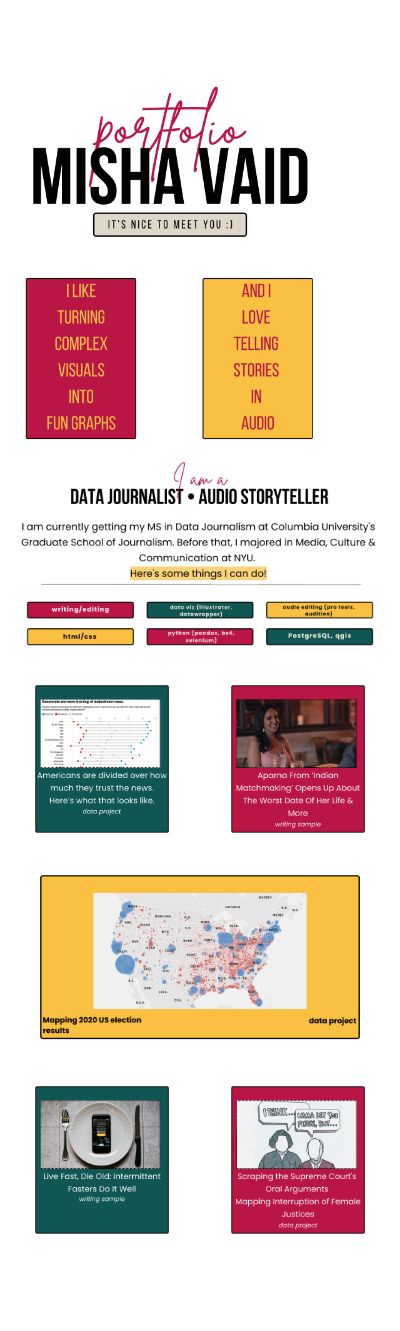 portfolio
MISHA VAID
IT'S NICE TO MEET YOU :)
I LIKE
TURNING
COMPLEX
VISUALS
INTO
FUN GRAPHS
AND I
LOVE
TELLING
STORIES
IN
AUDIO
I am a
DATA JOURNALIST • AUDIO STORYTELLER
I am currently getting my MS in Data Journalism at Columbia University's
Graduate School of Journalism. Before that, I majored in Media, Culture &
Communication at NYU.
Here's some things I can do!
writing/editing
data viz (illustrator,
datawrapper)
audio editing (pro tools,
audition)
html/css
python (pandas, bs4,
selenium)
PostgreSQL, qgis
Democrats are more trusting of mainstream news.
Americans are divided over how
much they trust the news.
Here's what that looks like.
data project
Aparna From 'Indian
Matchmaking' Opens Up About
The Worst Date Of Her Life &
More
writing sample
Mapping 2020 US election
results
data project
Live Fast, Die Old: Intermittent
Fasters Do It Well
writing sample
I THINK...
IMMA LET YOU
FINISH, BUT...
Scraping the Supreme Court's
Oral Arguments
Mapping Interruption of Female
Justices
data project